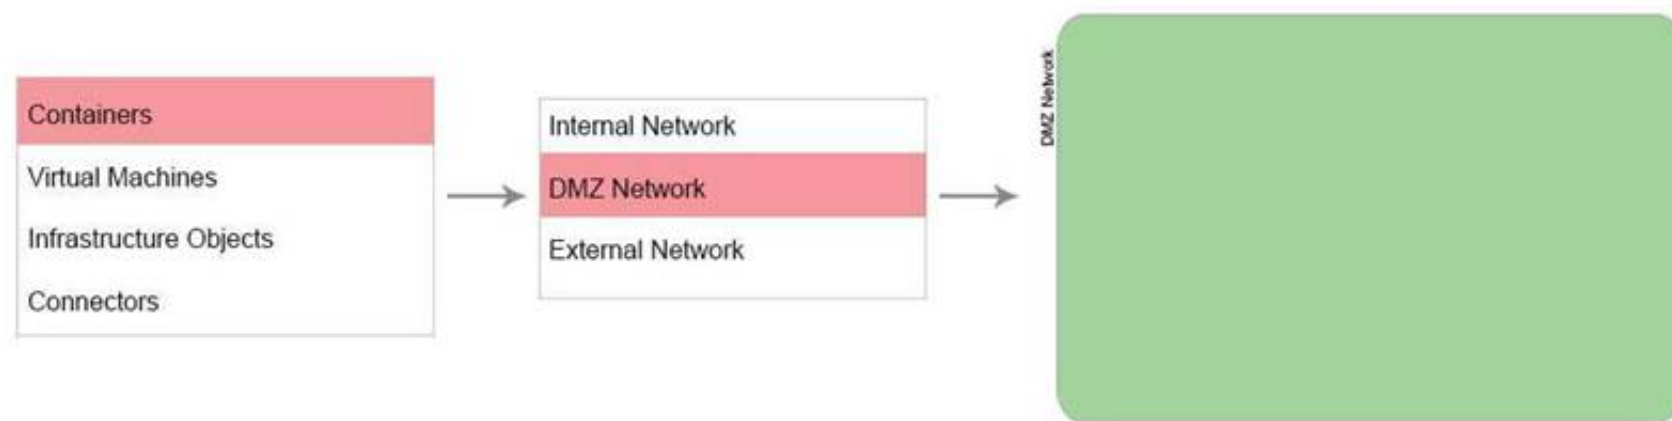 Containers
Virtual Machines
Infrastructure Objects
Connectors
Internal Network
DMZ Network
External Network
DMZ Network